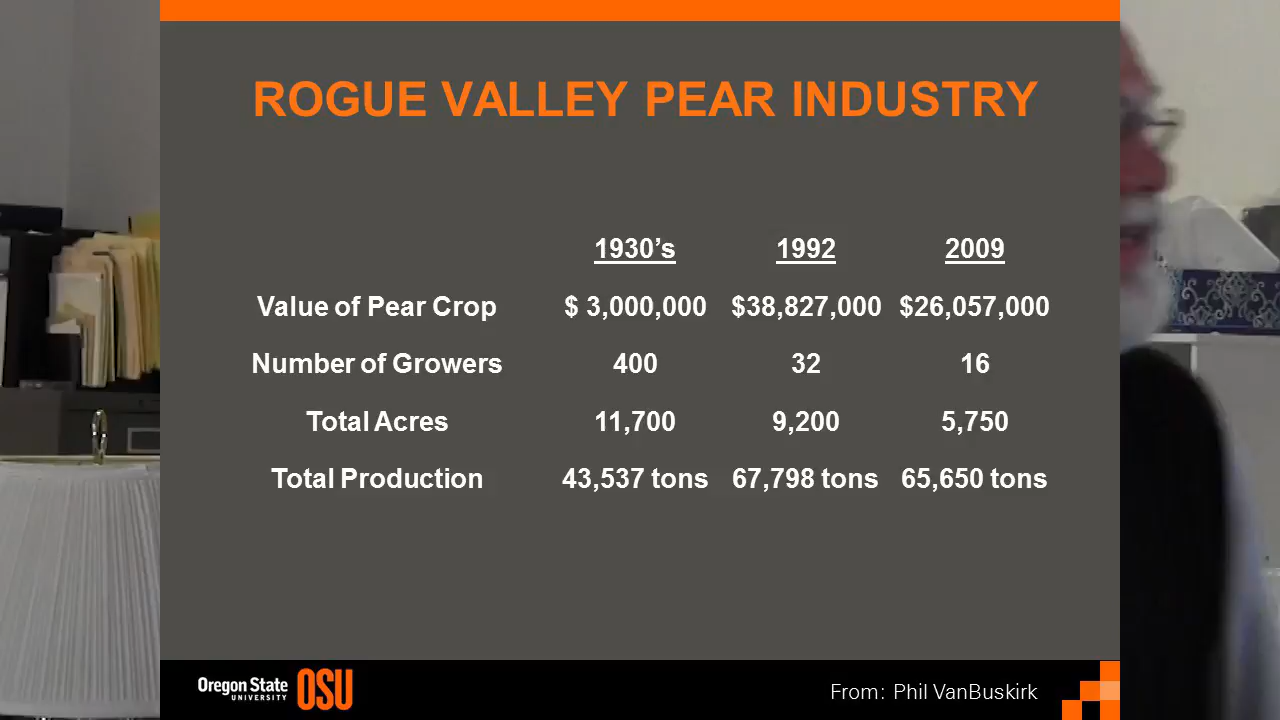 ROGUE VALLEY PEAR INDUSTRY
1930's 1992 2009
Value of Pear Crop $ 3,000,000 $38,827,000 $26,057,000
Number of Growers 400 32 16
Total Acres 11,700 9,200 5,750
Total Production 43,537 tons 67,798 tons 65,650 tons
Oregon State OSU
UNIVERSITY
From: Phil VanBuskirk